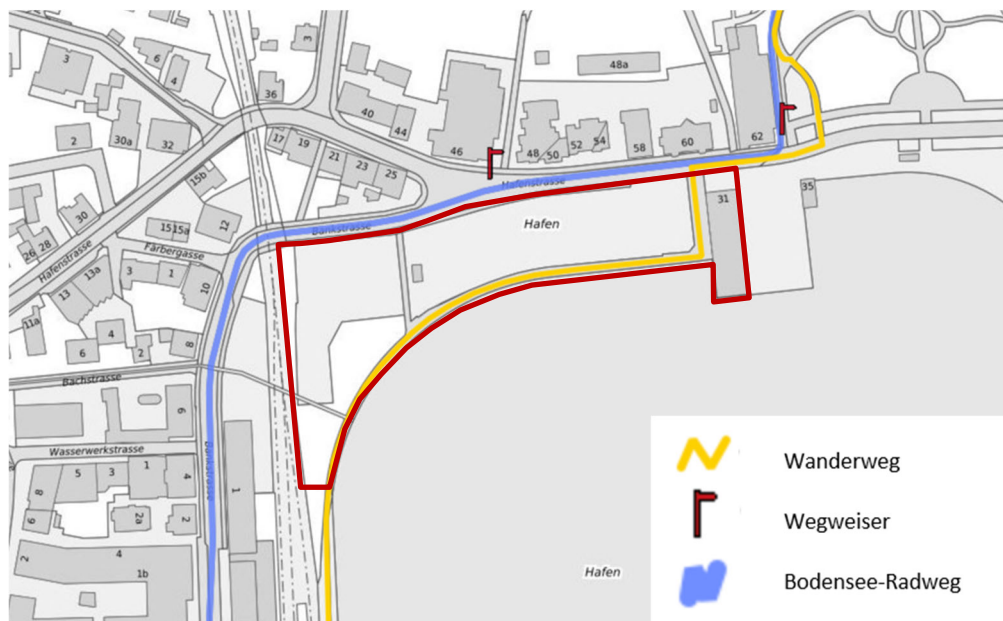 3
6
4
3
36
48a
40
44
2
30a
32
17
19
21
23
25
46
48
50
52
54
58
60
62
15b
Hafenstrasse
31
35
30
26
28
15
15a
12
Bankstrasse
Hafen
Färbergasse
Hafenstrasse
13a
13
3
1
10
11a
4
6
2
8
Bachstrasse
6
Wasserwerkstrasse
8
5
3
1
4
Bankstrasse
1
6
2a
2
2
4
1b
Hafen
Wanderweg
Wegweiser
Bodensee-Radweg